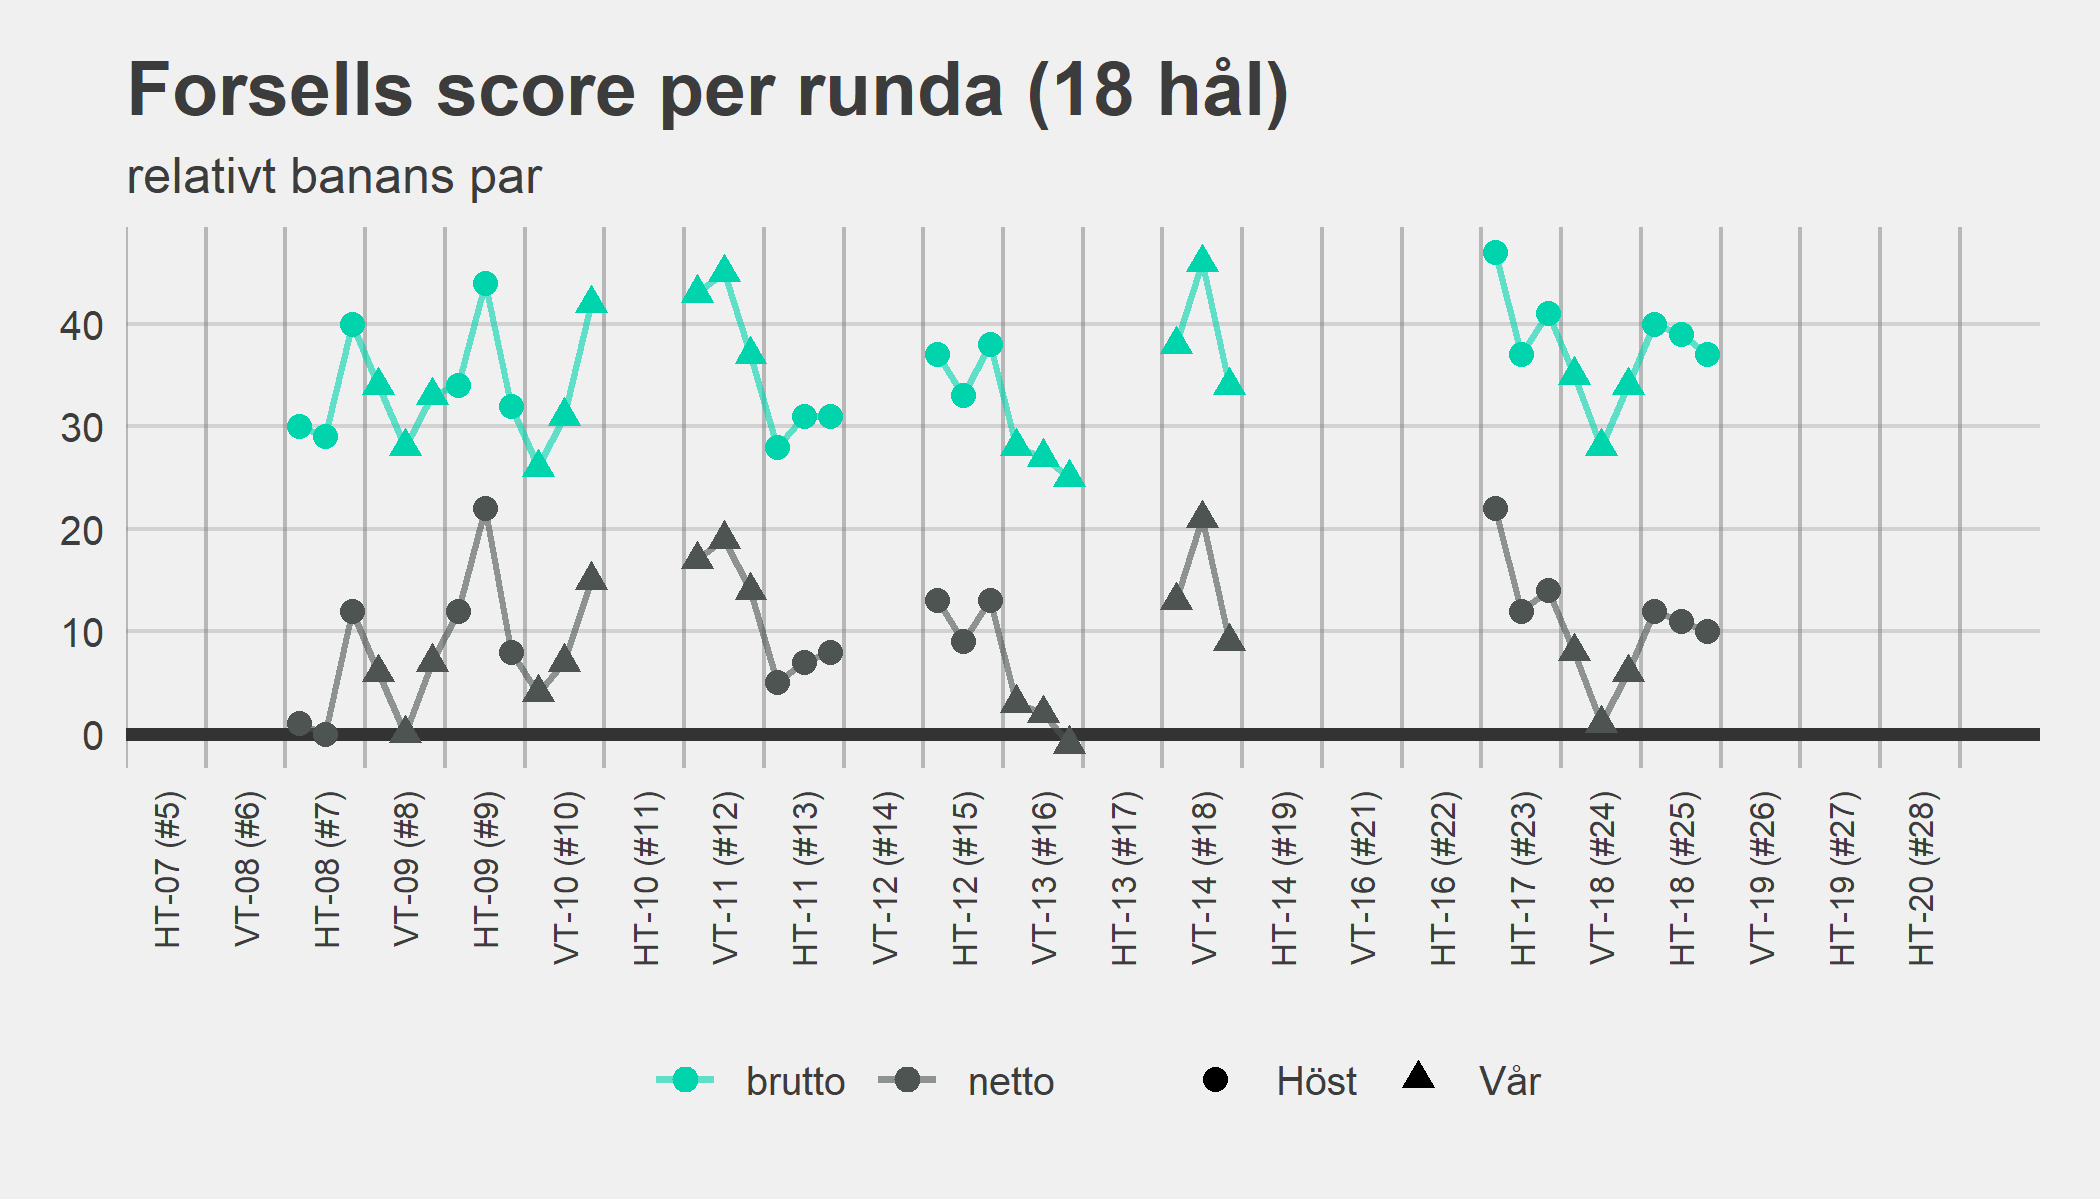 Forsells score per runda (18 hål)
relativt banans par
40
30
20
10
0
HT-07 (#5)
VT-08 (#6)
HT-08 (#7)
VT-09 (#8)
HT-09 (#9)
VT-10 (#10)
HT-10 (#11)
VT-11 (#12)
HT-11 (#13)
VT-12 (#14)
HT-12 (#15)
VT-13 (#16)
HT-13 (#17)
VT-14 (#18)
HT-14 (#19)
VT-16 (#21)
HT-16 (#22)
HT-17 (#23)
VT-18 (#24)
HT-18 (#25)
VT-19 (#26)
HT-19 (#27)
HT-20 (#28)
brutto netto Höst Vår